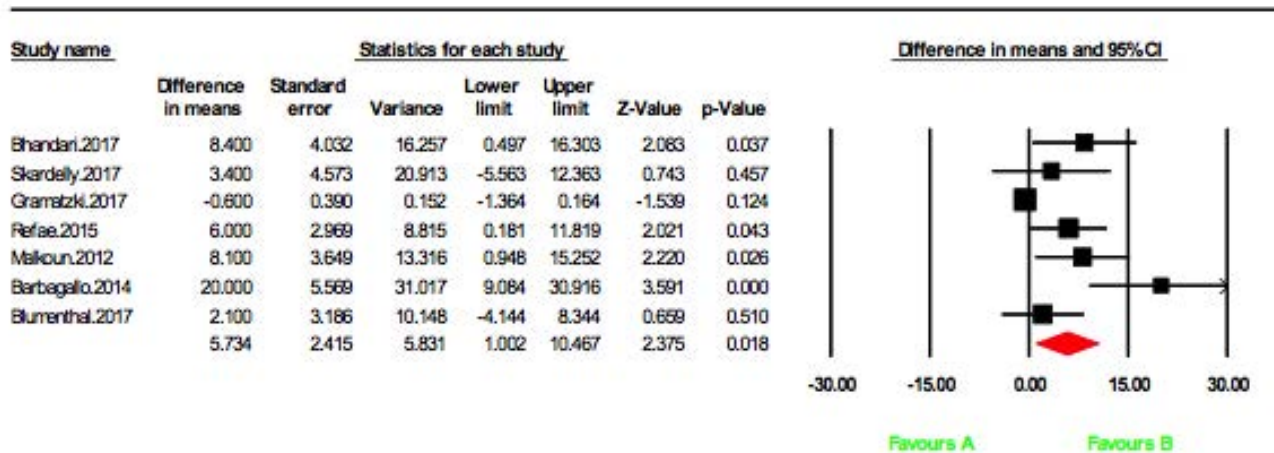 Study name Statistics for each study Difference in means and 95% CI
Difference in means Standard error Variance Lower limit Upper limit Z-Value p-Value
Bhandari.2017 8.400 4.032 16.257 0.497 16.303 2.083 0.037
Skardelly.2017 3.400 4.573 20.913 -5.563 12.363 0.743 0.457
Gramatzki.2017 -0.600 0.390 0.152 -1.364 0.164 -1.539 0.124
Refae.2015 6.000 2.969 8.815 0.181 11.819 2.021 0.043
Malkoun.2012 8.100 3.649 13.316 0.948 15.252 2.220 0.026
Barbagallo.2014 20.000 5.569 31.017 9.084 30.916 3.591 0.000
Blumenthal.2017 2.100 3.186 10.148 -4.144 8.344 0.659 0.510
5.734 2.415 5.831 1.002 10.467 2.375 0.018
-30.00 -15.00 0.00 15.00 30.00
Favours A Favours B